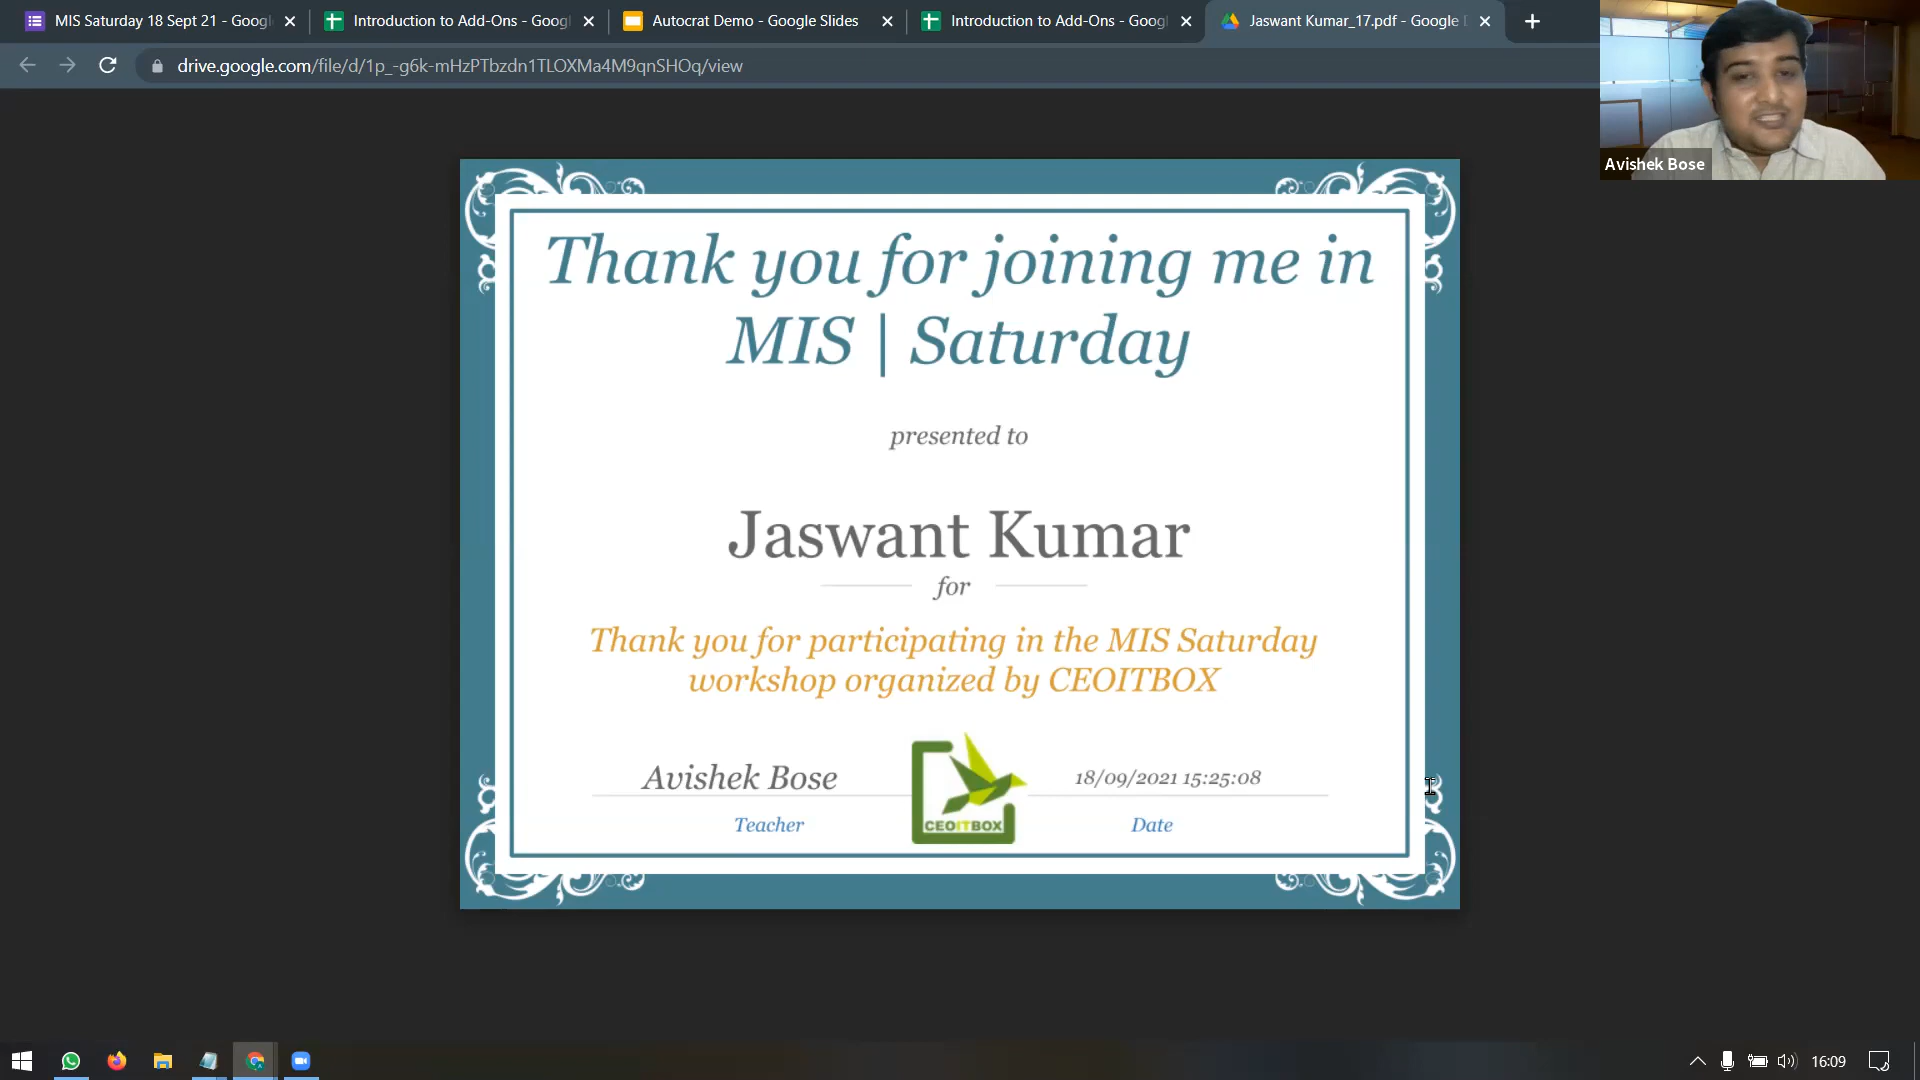 MIS Saturday 18 Sept 21 - Googl
Introduction to Add-Ons - Googl
Autocrat Demo - Google Slides
Introduction to Add-Ons - Googl
Jaswant Kumar_17.pdf - Google D
drive.google.com/file/d/1p_-g6k-mHzPTbzdn1TLOXMa4M9qnSHOq/view
Avishek Bose
Thank you for joining me in
MIS | Saturday
presented to
Jaswant Kumar
for
Thank you for participating in the MIS Saturday
workshop organized by CEOITBOX
Avishek Bose
18/09/2021 15:25:08
CEOITBOX
Teacher
Date
16:09